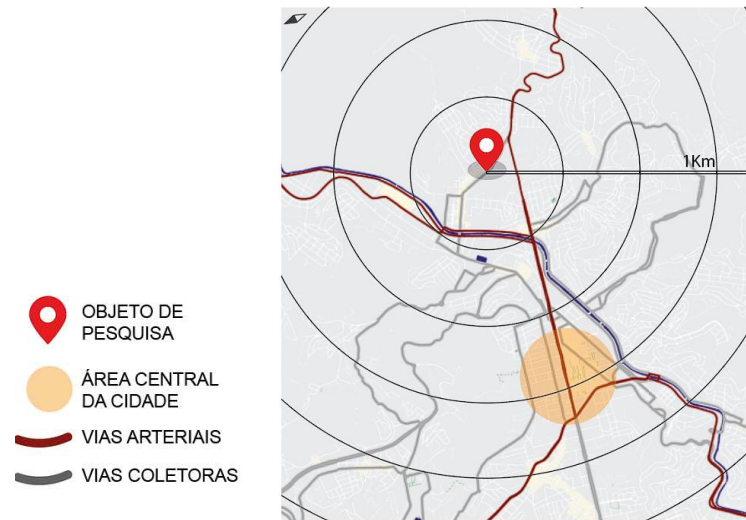 1Km
OBJETO DE
PESQUISA
ÁREA CENTRAL
DA CIDADE
VIAS ARTERIAIS
VIAS COLETORAS